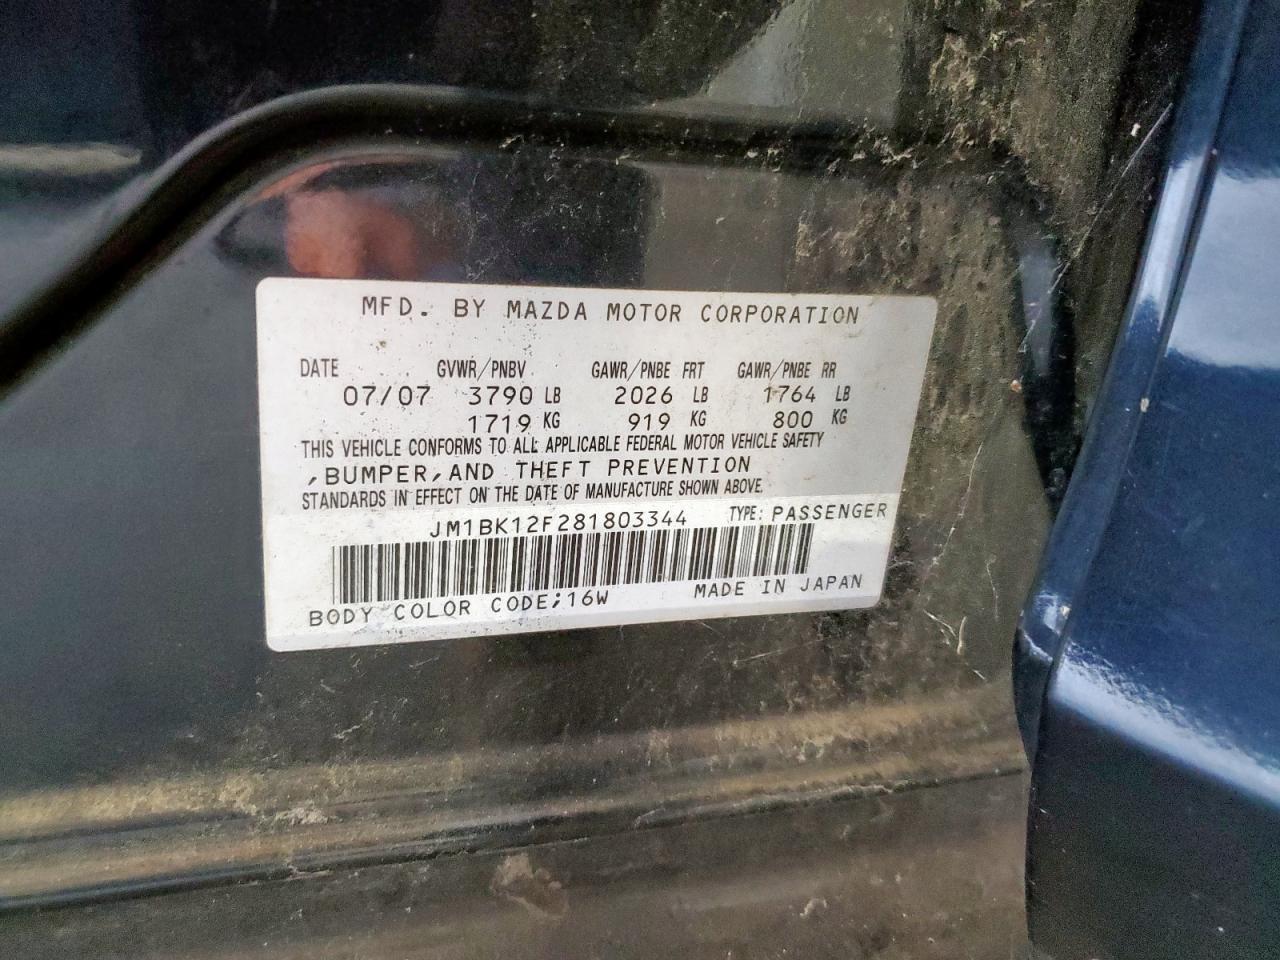 MFD. BY MAZDA MOTOR CORPORATION
DATE GVWR/PNBV GAWR/PNBE FRT GAWR/PNBE RR
07/07 3790 LB 2026 LB 1764 LB
1719 KG 919 KG 800 KG
THIS VEHICLE CONFORMS TO ALL APPLICABLE FEDERAL MOTOR VEHICLE SAFETY
,BUMPER,AND THEFT PREVENTION
STANDARDS IN EFFECT ON THE DATE OF MANUFACTURE SHOWN ABOVE.
JM1BK12F281803344 TYPE: PASSENGER
BODY COLOR CODE;16W MADE IN JAPAN